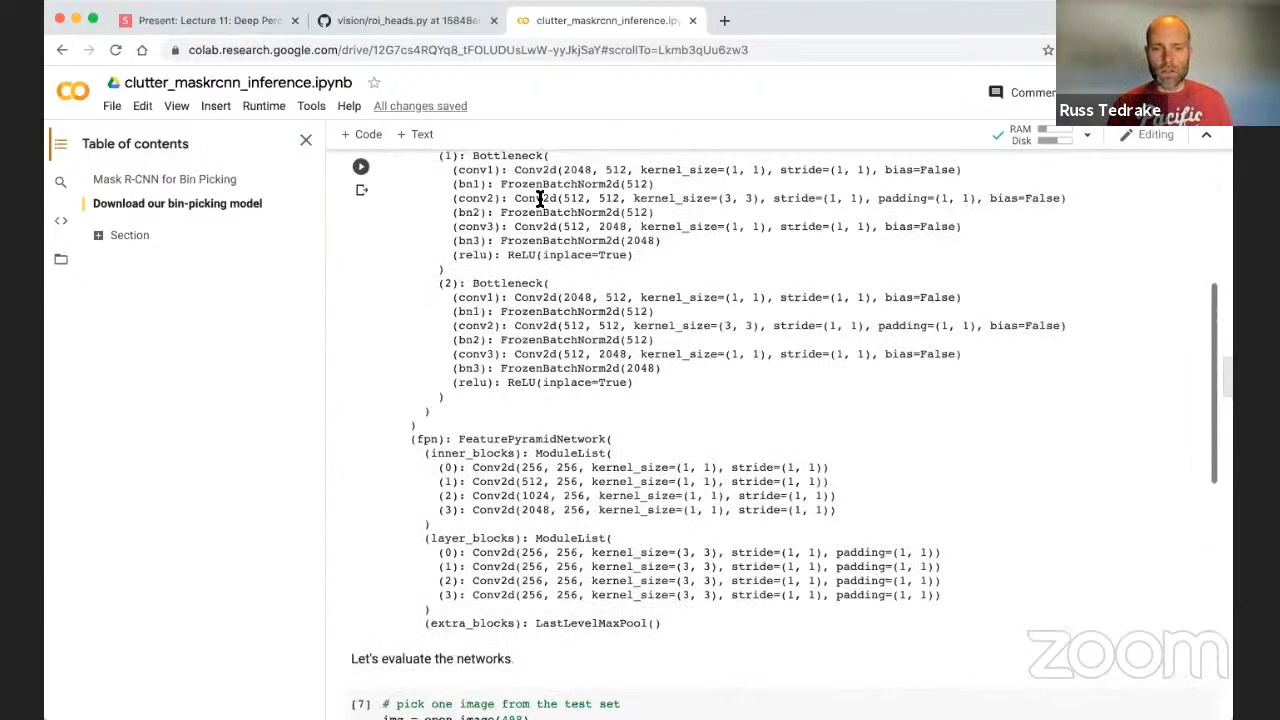 Present: Lecture 11: Deep Perc
vision/roi_heads.py at 15848e
clutter_maskrcnn_inference.ipy
colab.research.google.com/drive/12G7cs4RQYq8_tFOLUDUsLwW-yyJkjSaY#scrollTo=Lkmb3qUu6zw3
clutter_maskrcnn_inference.ipynb
File Edit View Insert Runtime Tools Help All changes saved
Comme
Russ Tedrake
Table of contents
Mask R-CNN for Bin Picking
Download our bin-picking model
Section
+ Code + Text
RAM
Disk
Editing
(1): Bottleneck(
(conv1): Conv2d(2048, 512, kernel_size=(1, 1), stride=(1, 1), bias=False)
(bn1): FrozenBatchNorm2d(512)
(conv2): Conv2d(512, 512, kernel_size=(3, 3), stride=(1, 1), padding=(1, 1), bias=False)
(bn2): FrozenBatchNorm2d(512)
(conv3): Conv2d(512, 2048, kernel_size=(1, 1), stride=(1, 1), bias=False)
(bn3): FrozenBatchNorm2d(2048)
(relu): ReLU(inplace=True)
)
(2): Bottleneck(
(conv1): Conv2d(2048, 512, kernel_size=(1, 1), stride=(1, 1), bias=False)
(bn1): FrozenBatchNorm2d(512)
(conv2): Conv2d(512, 512, kernel_size=(3, 3), stride=(1, 1), padding=(1, 1), bias=False)
(bn2): FrozenBatchNorm2d(512)
(conv3): Conv2d(512, 2048, kernel_size=(1, 1), stride=(1, 1), bias=False)
(bn3): FrozenBatchNorm2d(2048)
(relu): ReLU(inplace=True)
)
)
)
(fpn): FeaturePyramidNetwork(
(inner_blocks): ModuleList(
(0): Conv2d(256, 256, kernel_size=(1, 1), stride=(1, 1))
(1): Conv2d(512, 256, kernel_size=(1, 1), stride=(1, 1))
(2): Conv2d(1024, 256, kernel_size=(1, 1), stride=(1, 1))
(3): Conv2d(2048, 256, kernel_size=(1, 1), stride=(1, 1))
)
(layer_blocks): ModuleList(
(0): Conv2d(256, 256, kernel_size=(3, 3), stride=(1, 1), padding=(1, 1))
(1): Conv2d(256, 256, kernel_size=(3, 3), stride=(1, 1), padding=(1, 1))
(2): Conv2d(256, 256, kernel_size=(3, 3), stride=(1, 1), padding=(1, 1))
(3): Conv2d(256, 256, kernel_size=(3, 3), stride=(1, 1), padding=(1, 1))
)
(extra_blocks): LastLevelMaxPool()
Let's evaluate the networks.
[7] # pick one image from the test set
img = open_image(498)
zoom